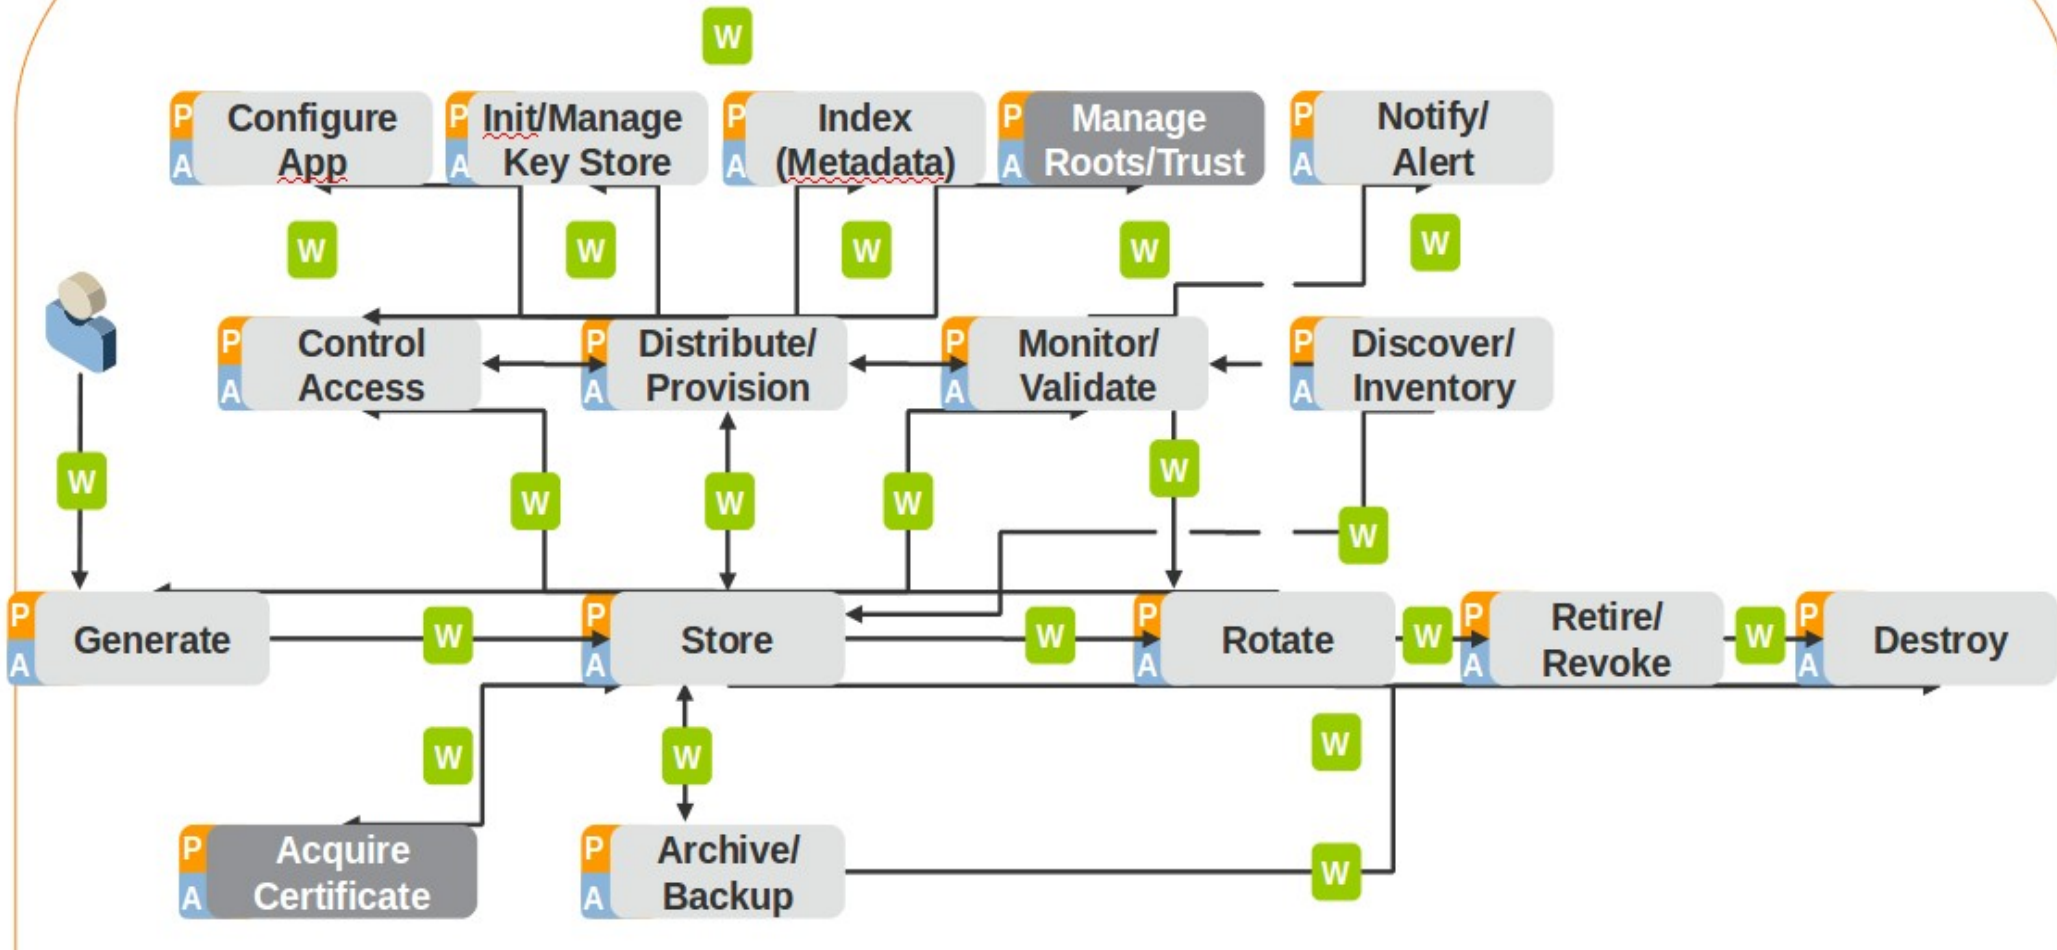 W
P
A
Configure
App
P
A
Init/Manage
Key Store
P
A
Index
(Metadata)
P
A
Manage
Roots/Trust
P
A
Notify/
Alert
W
W
W
W
W
P
A
Control
Access
P
A
Distribute/
Provision
P
A
Monitor/
Validate
P
A
Discover/
Inventory
W
W
W
W
W
W
P
A
Generate
W
P
A
Store
W
P
A
Rotate
W
P
A
Retire/
Revoke
W
P
A
Destroy
W
W
W
P
A
Acquire
Certificate
P
A
Archive/
Backup
W